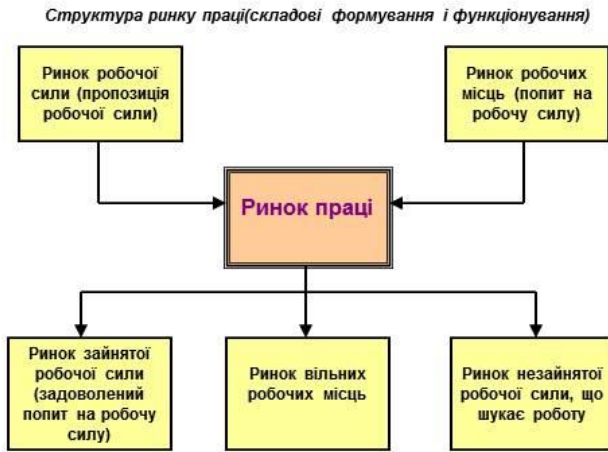 Структура ринку праці(складові формування і функціонування)
Ринок робочої
сили (пропозиція
робочої сили)
Ринок робочих
місць (попит на
робочу силу)
Ринок праці
Ринок зайнятої
робочої сили
(задоволений
попит на робочу
силу)
Ринок вільних
робочих місць
Ринок незайнятої
робочої сили, що
шукає роботу